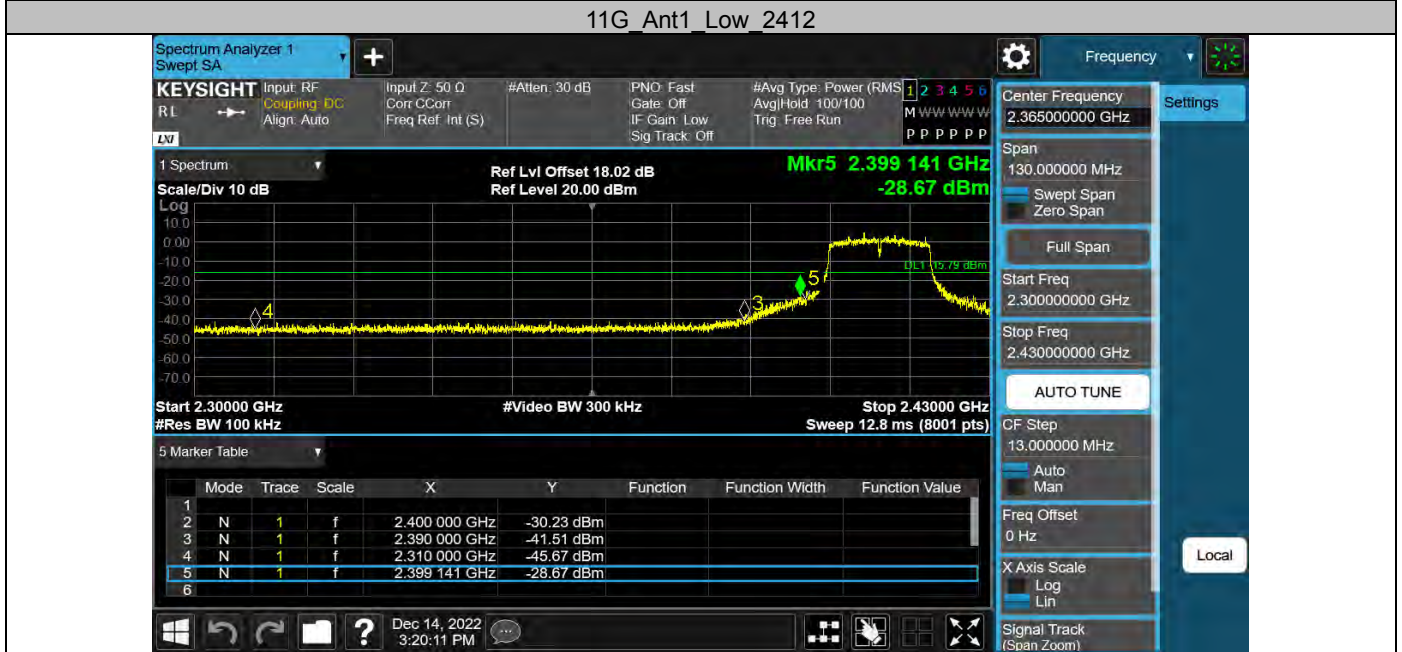 11G_Ant1_Low_2412
Spectrum Analyzer 1
Swept SA
+
Frequency
KEYSIGHT
RL
LXI
Input: RF
Coupling: DC
Align: Auto
Input Z: 50 Ω
Corr CCorr
Freq Ref: Int (S)
#Atten: 30 dB
PNO: Fast
Gate: Off
IF Gain: Low
Sig Track: Off
#Avg Type: Power (RMS
Avg|Hold: 100/100
Trig: Free Run
1 2 3 4 5 6
M W W W W W
P P P P P P
Center Frequency
2.365000000 GHz
Settings
Span
130.000000 MHz
Swept Span
Zero Span
Full Span
Start Freq
2.300000000 GHz
Stop Freq
2.430000000 GHz
AUTO TUNE
CF Step
13.000000 MHz
Auto
Man
Freq Offset
0 Hz
X Axis Scale
Log
Lin
Signal Track
(Span Zoom)
Local
1 Spectrum
Scale/Div 10 dB
Log
Ref Lvl Offset 18.02 dB
Ref Level 20.00 dBm
Mkr5 2.399 141 GHz
-28.67 dBm
10.0
0.00
-10.0
-20.0
-30.0
-40.0
-50.0
-60.0
-70.0
DL1 -15.79 dBm
5
3
4
Start 2.30000 GHz
#Video BW 300 kHz
Stop 2.43000 GHz
#Res BW 100 kHz
Sweep 12.8 ms (8001 pts)
5 Marker Table
Mode Trace Scale X Y Function Function Width Function Value
1
2 N 1 f 2.400 000 GHz -30.23 dBm
3 N 1 f 2.390 000 GHz -41.51 dBm
4 N 1 f 2.310 000 GHz -45.67 dBm
5 N 1 f 2.399 141 GHz -28.67 dBm
6
?
Dec 14, 2022
3:20:11 PM